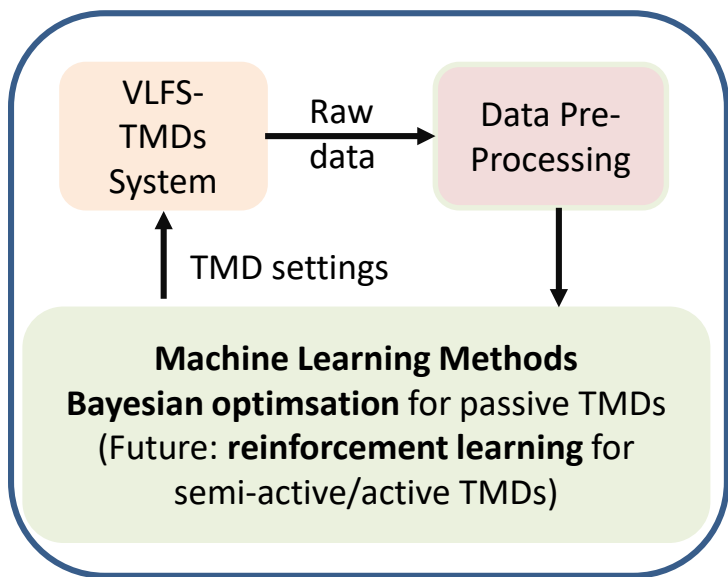 VLFS-
TMDs
System
Raw
data
Data Pre-
Processing
TMD settings
Machine Learning Methods
Bayesian optimsation for passive TMDs
(Future: reinforcement learning for
semi-active/active TMDs)